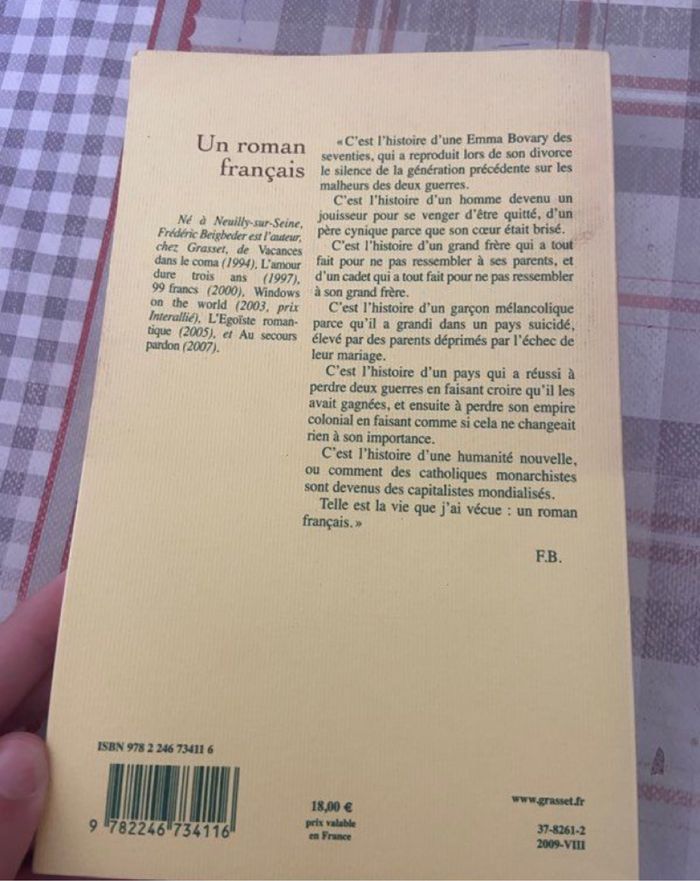 Un roman
français
Né à Neuilly-sur-Seine,
Frédéric Beigbeder est l'auteur,
chez Grasset, de Vacances
dans le coma (1994), L'amour
dure trois ans (1997),
99 francs (2000), Windows
on the world (2003, prix
Interallié), L'Egoïste roman-
tique (2005), et Au secours
pardon (2007).
« C'est l'histoire d'une Emma Bovary des
seventies, qui a reproduit lors de son divorce
le silence de la génération précédente sur les
malheurs des deux guerres.
C'est l'histoire d'un homme devenu un
jouisseur pour se venger d'être quitté, d'un
père cynique parce que son cœur était brisé.
C'est l'histoire d'un grand frère qui a tout
fait pour ne pas ressembler à ses parents, et
d'un cadet qui a tout fait pour ne pas ressembler
à son grand frère.
C'est l'histoire d'un garçon mélancolique
parce qu'il a grandi dans un pays suicidé,
élevé par des parents déprimés par l'échec de
leur mariage.
C'est l'histoire d'un pays qui a réussi à
perdre deux guerres en faisant croire qu'il les
avait gagnées, et ensuite à perdre son empire
colonial en faisant comme si cela ne changeait
rien à son importance.
C'est l'histoire d'une humanité nouvelle,
ou comment des catholiques monarchistes
sont devenus des capitalistes mondialisés.
Telle est la vie que j'ai vécue : un roman
français. »
F.B.
ISBN 978 2 246 73411 6
9 782246 734116
18,00 €
prix valable
en France
www.grasset.fr
37-8261-2
2009-VIII